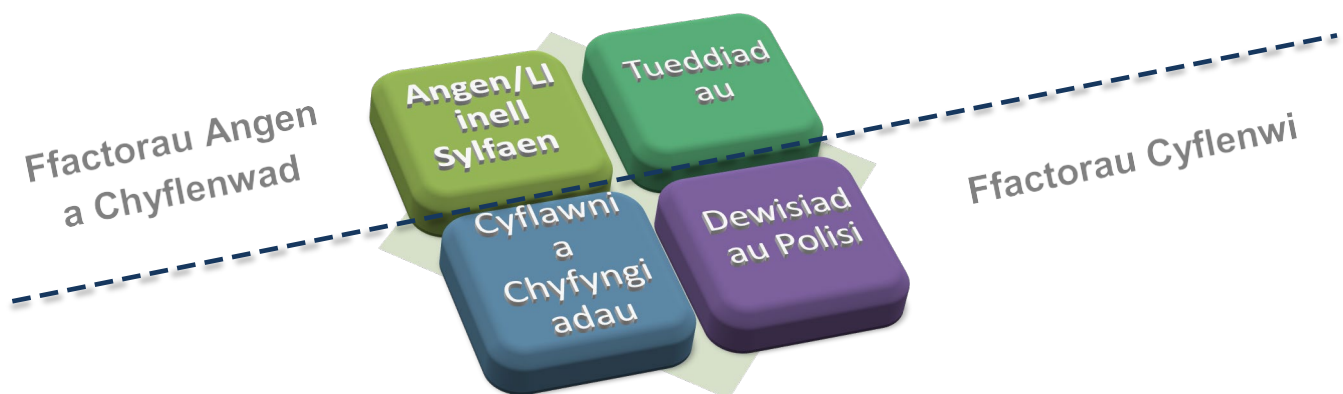 Ffactorau Angen
a Chyflenwad
Angen/Ll
inell
Sylfaen
Tueddiad
au
Cyflawni
a
Chyfyngi
adau
Dewisiad
au Polisi
Ffactorau Cyflenwi